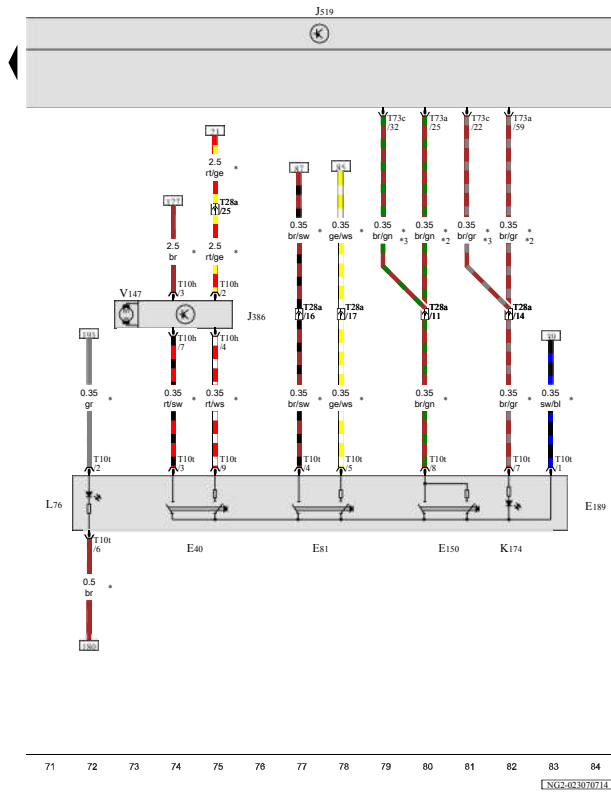 J519
T73c
/32
T73a
/25
T73c
/22
T73a
/59
2.5
rt/ge *
T28a
/25
2.5
br *
2.5
rt/ge *
0.35
br/sw *
0.35
ge/ws *
0.35
br/gn *
*3
0.35
br/gn *
*2
0.35
br/gr *
*3
0.35
br/gr *
*2
T10h
/3
T10h
/2
V147
J386
T28a
/16
T28a
/17
T28a
/11
T28a
/14
T10h
/7
T10h
/4
0.35
gr *
0.35
rt/sw *
0.35
rt/ws *
0.35
br/sw *
0.35
ge/ws *
0.35
br/gn *
0.35
br/gr *
0.35
sw/bl *
T10t
/2
T10t
/3
T10t
/9
T10t
/4
T10t
/5
T10t
/8
T10t
/7
T10t
/1
L76
E189
T10t
/6
E40
E81
E150
K174
0.5
br *
180
71 72 73 74 75 76 77 78 79 80 81 82 83 84
NG2-023070714